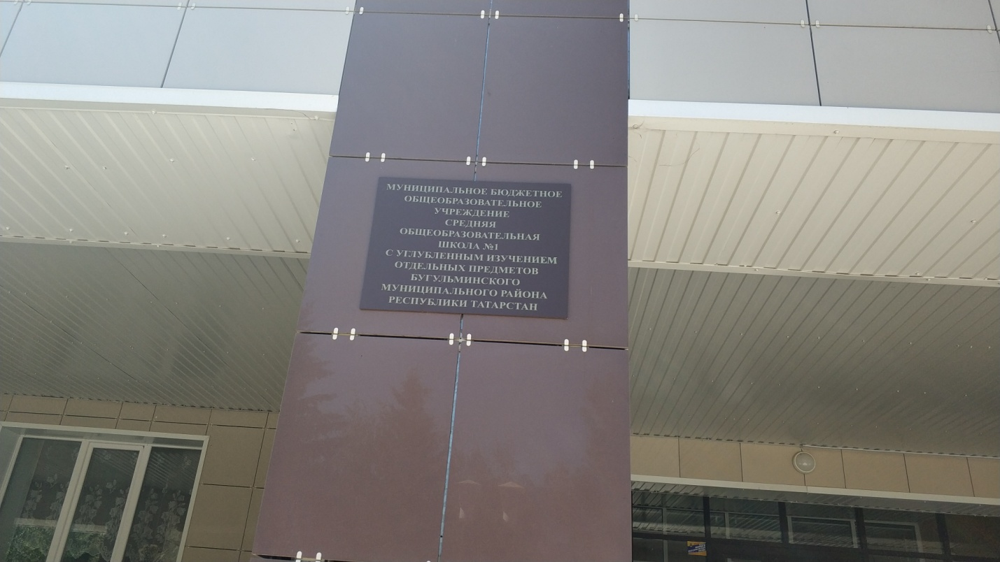 МУНИЦИПАЛЬНОЕ БЮДЖЕТНОЕ
ОБЩЕОБРАЗОВАТЕЛЬНОЕ
УЧРЕЖДЕНИЕ
СРЕДНЯЯ
ОБЩЕОБРАЗОВАТЕЛЬНАЯ
ШКОЛА №1
С УГЛУБЛЕННЫМ ИЗУЧЕНИЕМ
ОТДЕЛЬНЫХ ПРЕДМЕТОВ
БУГУЛЬМИНСКОГО
МУНИЦИПАЛЬНОГО РАЙОНА
РЕСПУБЛИКИ ТАТАРСТАН